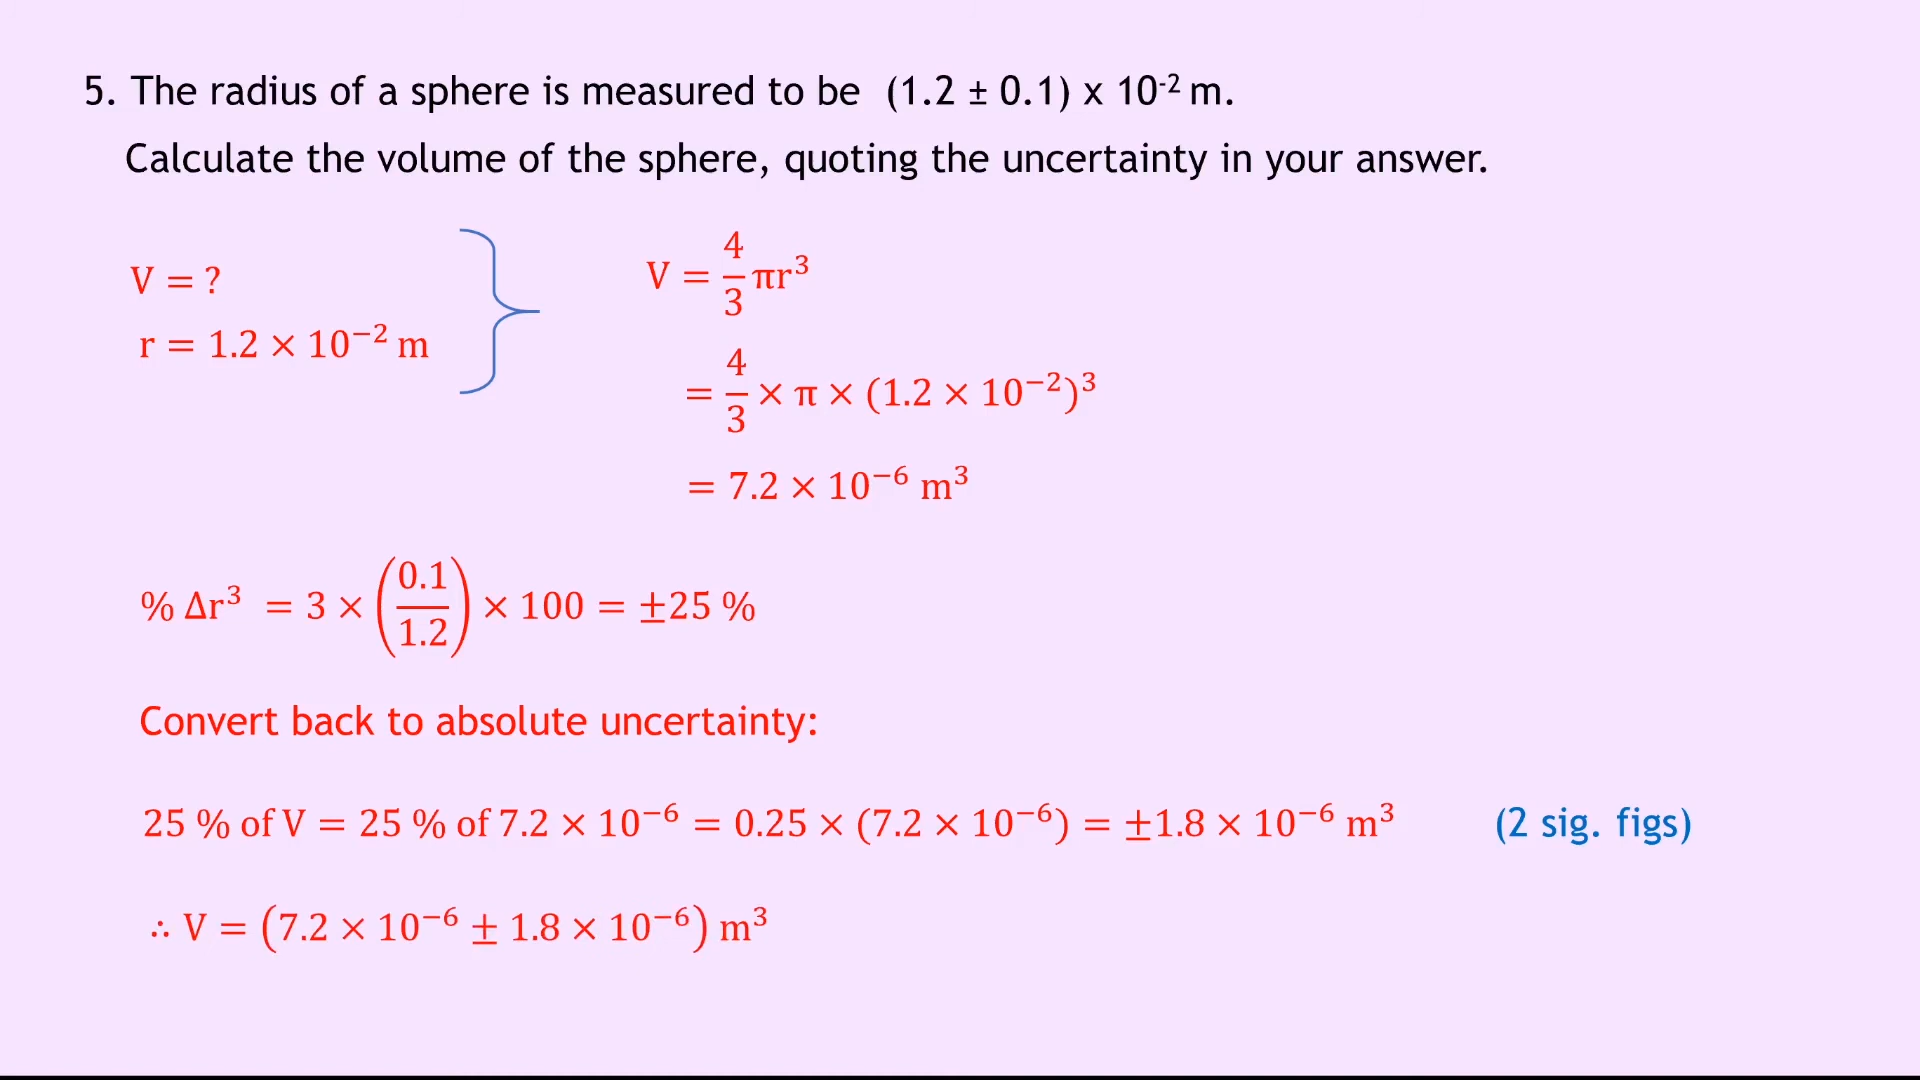 5. The radius of a sphere is measured to be (1.2 ± 0.1) x 10⁻² m.
Calculate the volume of the sphere, quoting the uncertainty in your answer.
V = ?
r = 1.2 × 10⁻² m
V = 4/3 πr³
= 4/3 × π × (1.2 × 10⁻²)³
= 7.2 × 10⁻⁶ m³
% Δr³ = 3 × (0.1/1.2) × 100 = ±25 %
Convert back to absolute uncertainty:
25 % of V = 25 % of 7.2 × 10⁻⁶ = 0.25 × (7.2 × 10⁻⁶) = ±1.8 × 10⁻⁶ m³ (2 sig. figs)
∴ V = (7.2 × 10⁻⁶ ± 1.8 × 10⁻⁶) m³